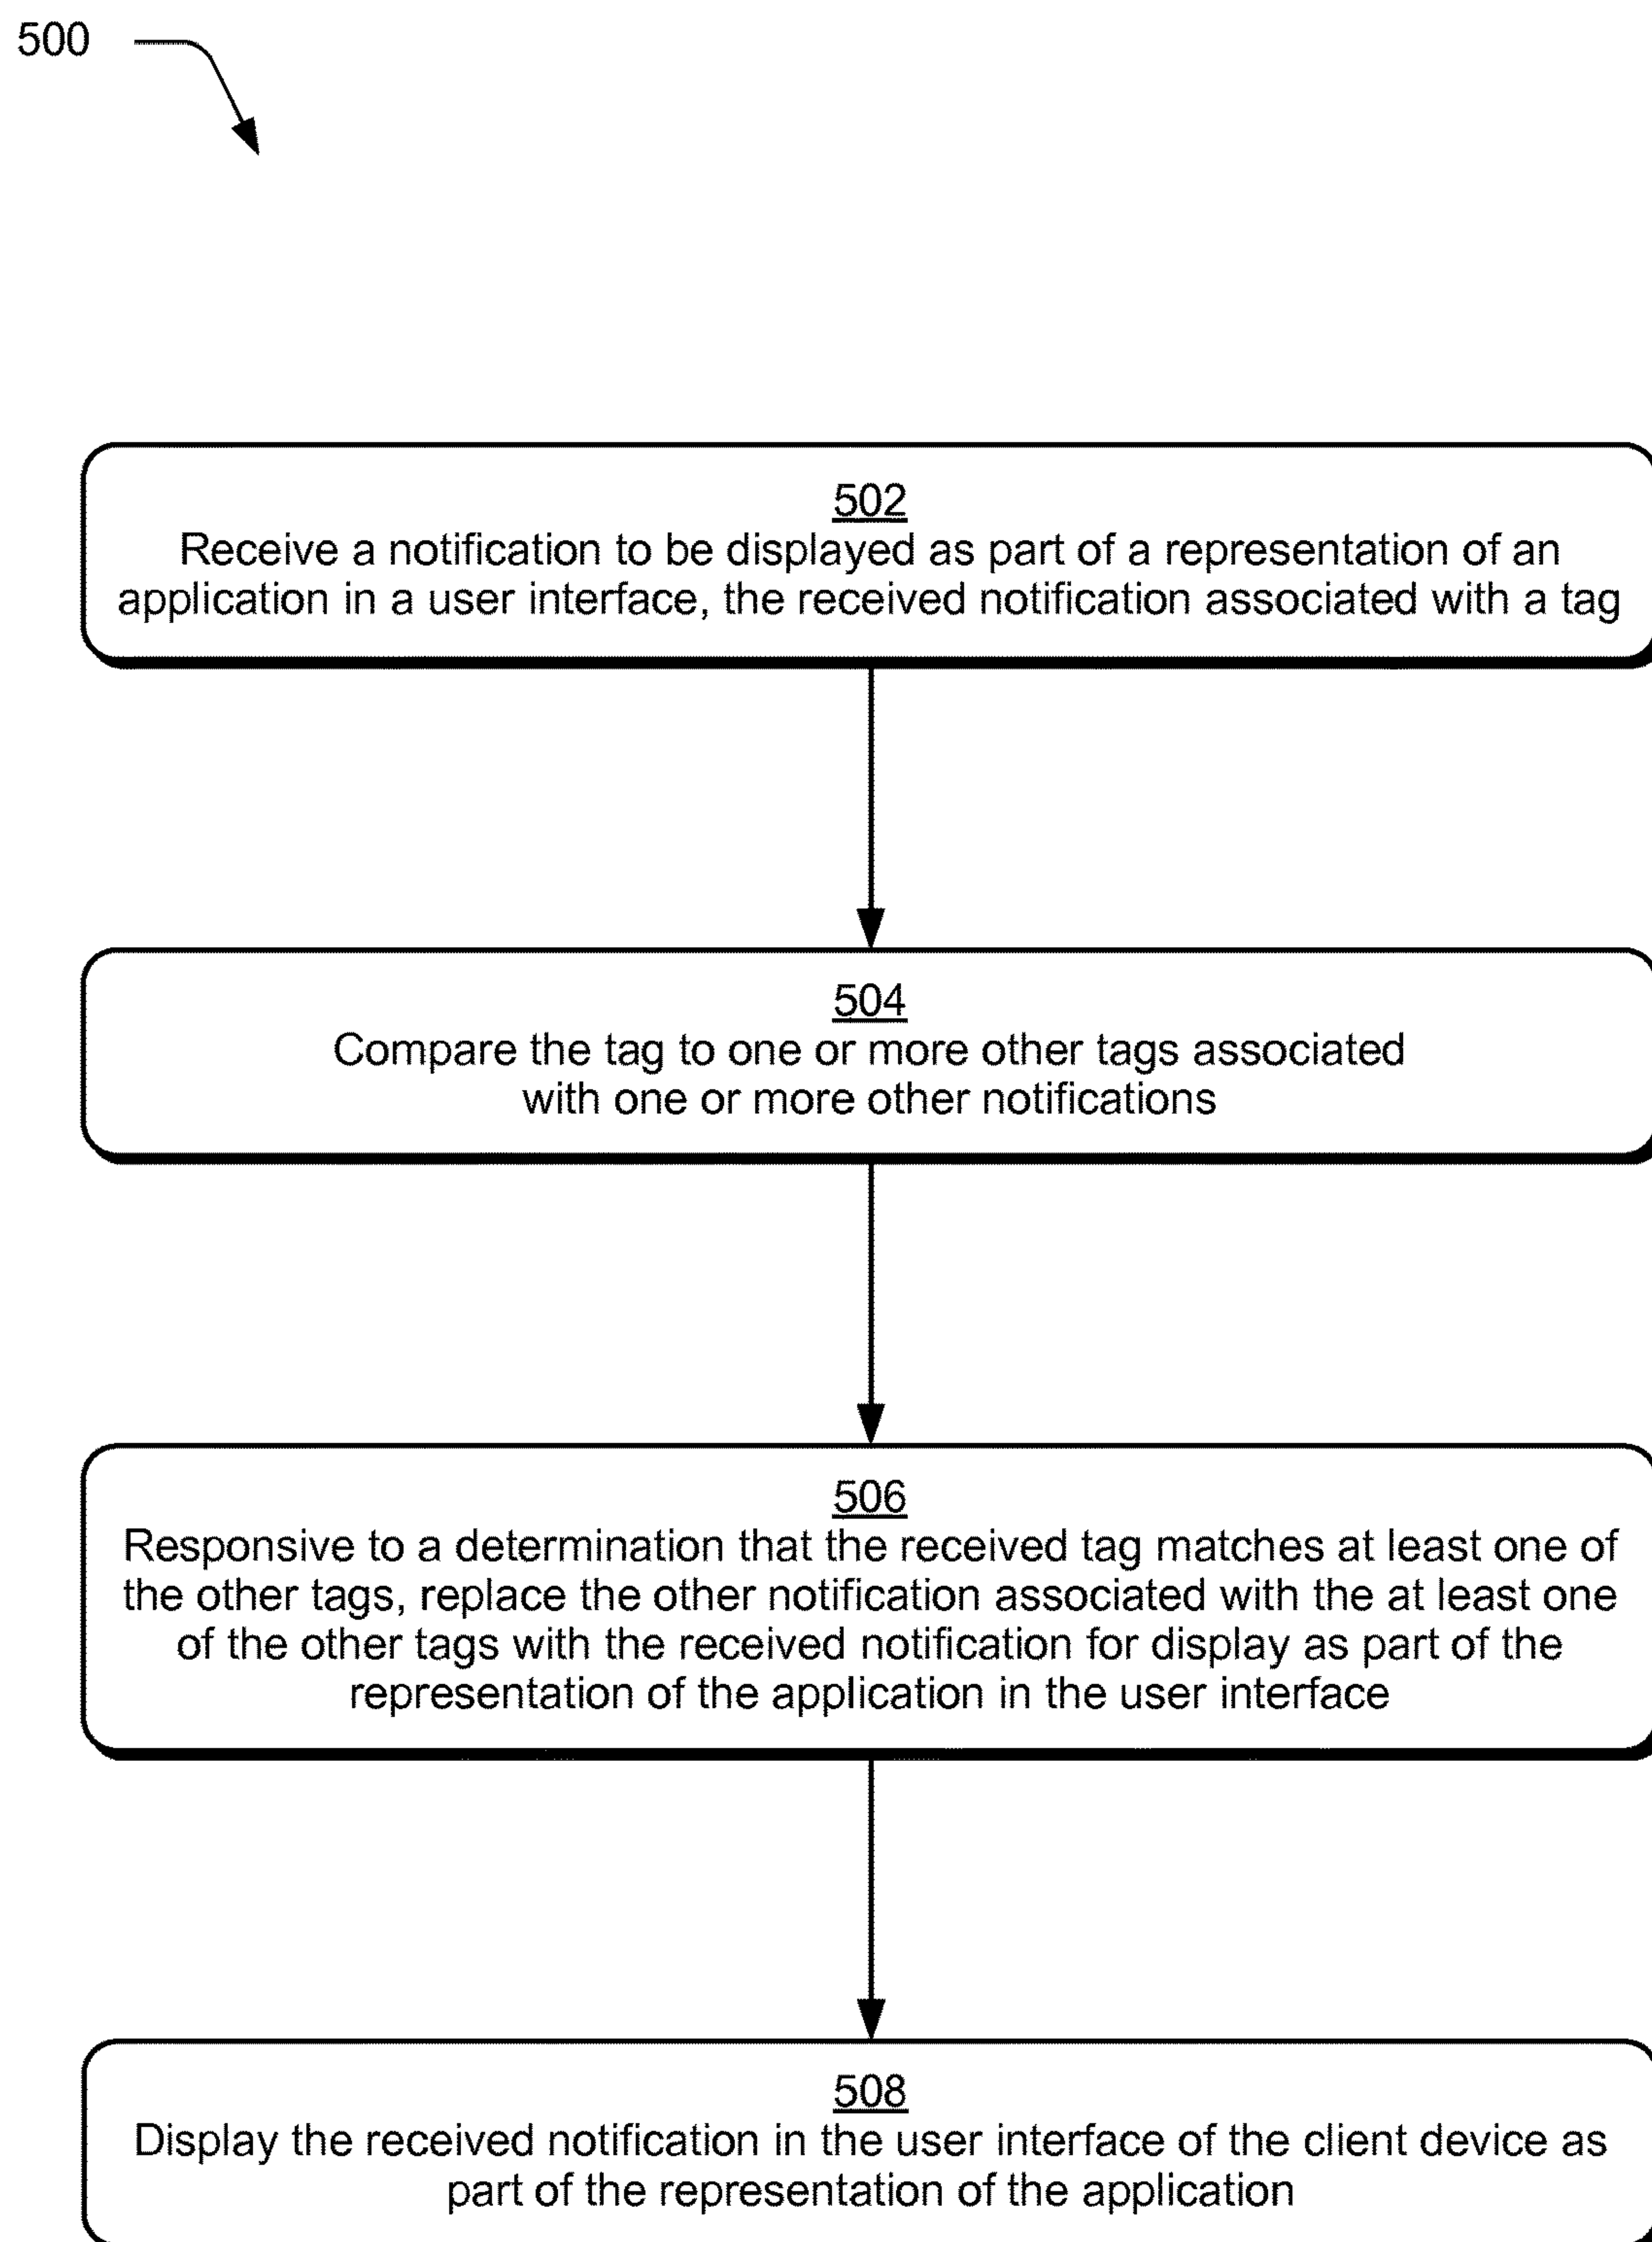 500
502
Receive a notification to be displayed as part of a representation of an
application in a user interface, the received notification associated with a tag
504
Compare the tag to one or more other tags associated
with one or more other notifications
506
Responsive to a determination that the received tag matches at least one of
the other tags, replace the other notification associated with the at least one
of the other tags with the received notification for display as part of the
representation of the application in the user interface
508
Display the received notification in the user interface of the client device as
part of the representation of the application